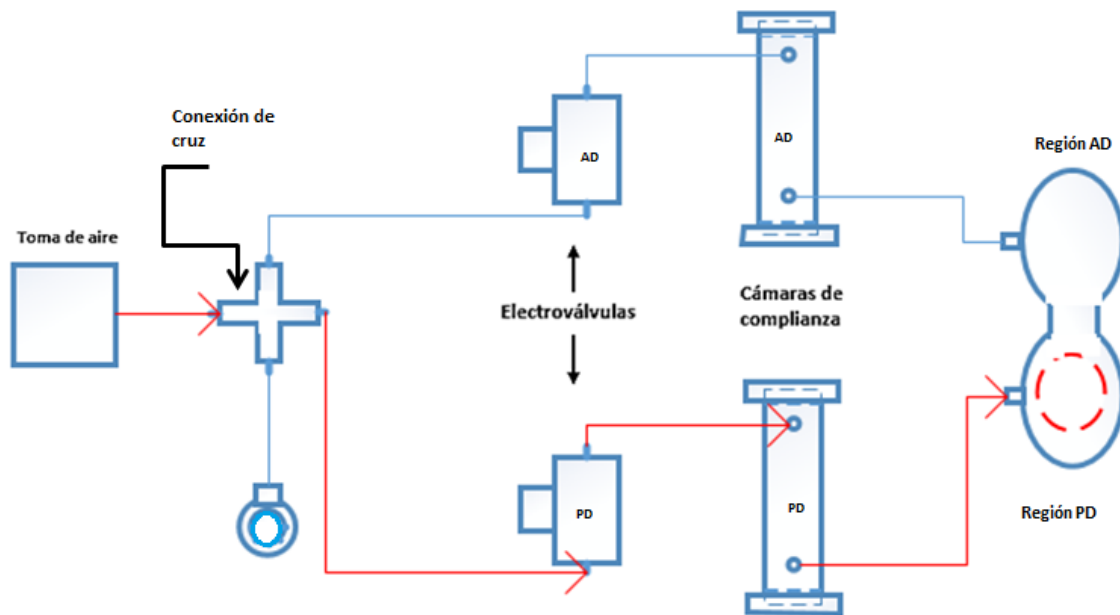 Conexión de
cruz
Toma de aire
AD
AD
Región AD
Electroválvulas
Cámaras de
complianza
PD
PD
Región PD